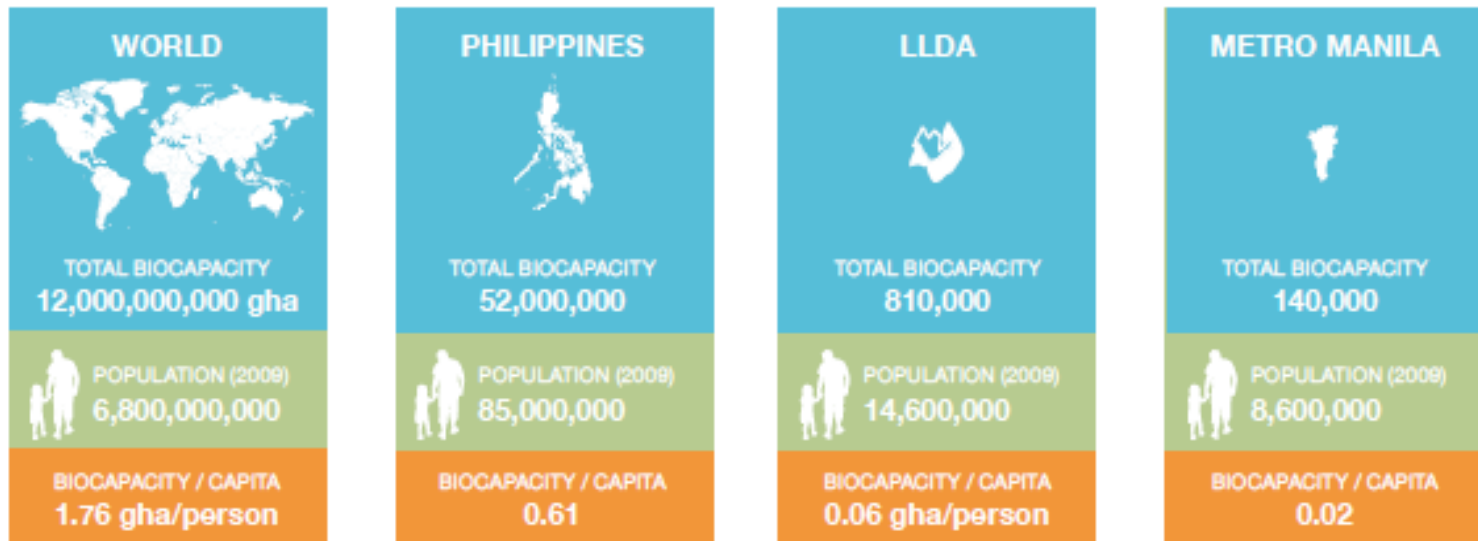 WORLD
TOTAL BIOCAPACITY
12,000,000,000 gha
POPULATION (2009)
6,800,000,000
BIOCAPACITY / CAPITA
1.76 gha/person
PHILIPPINES
TOTAL BIOCAPACITY
52,000,000
POPULATION (2009)
85,000,000
BIOCAPACITY / CAPITA
0.61
LLDA
TOTAL BIOCAPACITY
810,000
POPULATION (2009)
14,600,000
BIOCAPACITY / CAPITA
0.06 gha/person
METRO MANILA
TOTAL BIOCAPACITY
140,000
POPULATION (2009)
8,600,000
BIOCAPACITY / CAPITA
0.02